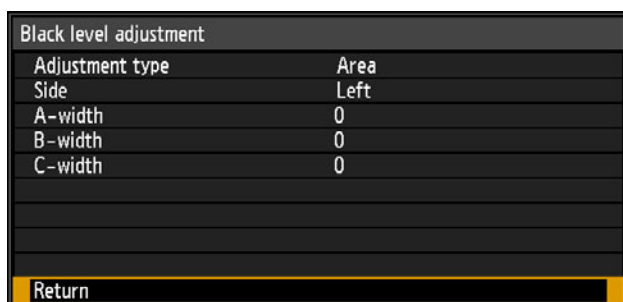 Black level adjustment
Adjustment type Area
Side Left
A-width 0
B-width 0
C-width 0
Return